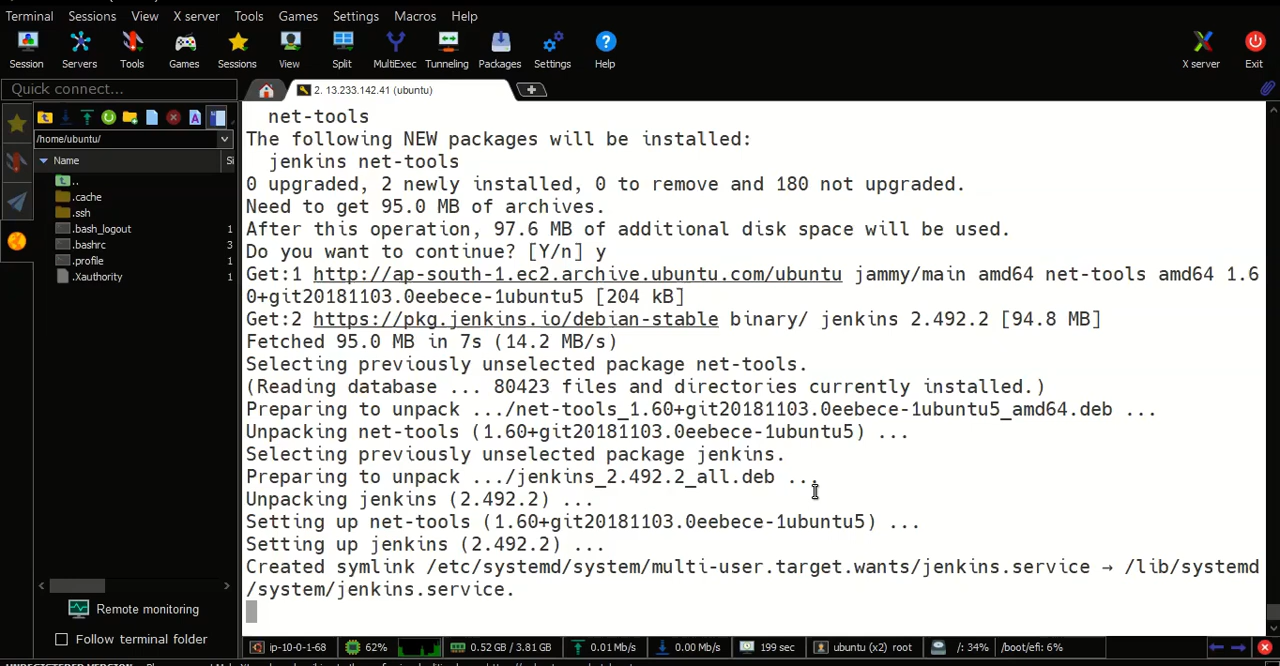 Terminal Sessions View X server Tools Games Settings Macros Help
Session Servers Tools Games Sessions View Split MultiExec Tunneling Packages Settings Help X server Exit
Quick connect...
2. 13.233.142.41 (ubuntu)
/home/ubuntu/
Name Si
..
.cache
.ssh
.bash_logout 1
.bashrc 3
.profile 1
.Xauthority 1
Remote monitoring
Follow terminal folder
net-tools
The following NEW packages will be installed:
jenkins net-tools
0 upgraded, 2 newly installed, 0 to remove and 180 not upgraded.
Need to get 95.0 MB of archives.
After this operation, 97.6 MB of additional disk space will be used.
Do you want to continue? [Y/n] y
Get:1 http://ap-south-1.ec2.archive.ubuntu.com/ubuntu jammy/main amd64 net-tools amd64 1.6
0+git20181103.0eebece-1ubuntu5 [204 kB]
Get:2 https://pkg.jenkins.io/debian-stable binary/ jenkins 2.492.2 [94.8 MB]
Fetched 95.0 MB in 7s (14.2 MB/s)
Selecting previously unselected package net-tools.
(Reading database ... 80423 files and directories currently installed.)
Preparing to unpack .../net-tools_1.60+git20181103.0eebece-1ubuntu5_amd64.deb ...
Unpacking net-tools (1.60+git20181103.0eebece-1ubuntu5) ...
Selecting previously unselected package jenkins.
Preparing to unpack .../jenkins_2.492.2_all.deb ...
Unpacking jenkins (2.492.2) ...
Setting up net-tools (1.60+git20181103.0eebece-1ubuntu5) ...
Setting up jenkins (2.492.2) ...
Created symlink /etc/systemd/system/multi-user.target.wants/jenkins.service → /lib/systemd
/system/jenkins.service.
ip-10-0-1-68 62% 0.52 GB / 3.81 GB 0.01 Mb/s 0.00 Mb/s 199 sec ubuntu (x2) root /: 34% /boot/efi: 6%